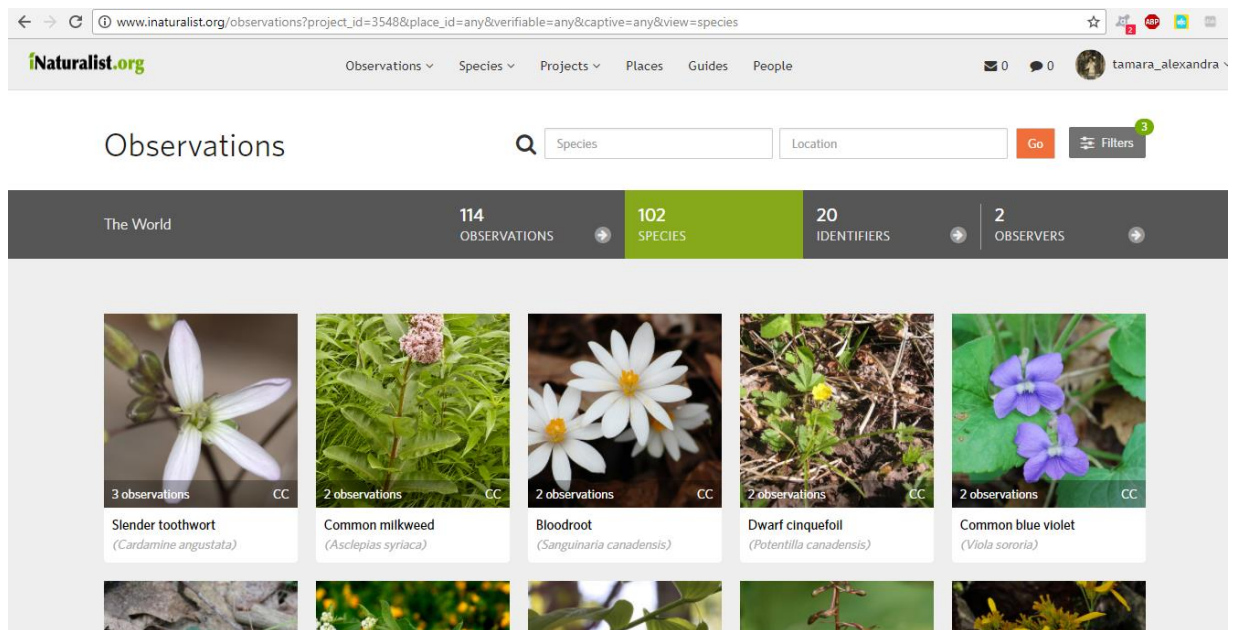 www.inaturalist.org/observations?project_id=3548&place_id=any&verifiable=any&captive=any&view=species
2
ABP
iNaturalist.org
Observations
Species
Projects
Places
Guides
People
0
0
tamara_alexandra
Observations
Species
Location
Go
Filters
3
The World
114
OBSERVATIONS
102
SPECIES
20
IDENTIFIERS
2
OBSERVERS
3 observations CC
2 observations CC
2 observations CC
2 observations CC
2 observations CC
Slender toothwort
(Cardamine angustata)
Common milkweed
(Asclepias syriaca)
Bloodroot
(Sanguinaria canadensis)
Dwarf cinquefoil
(Potentilla canadensis)
Common blue violet
(Viola sororia)